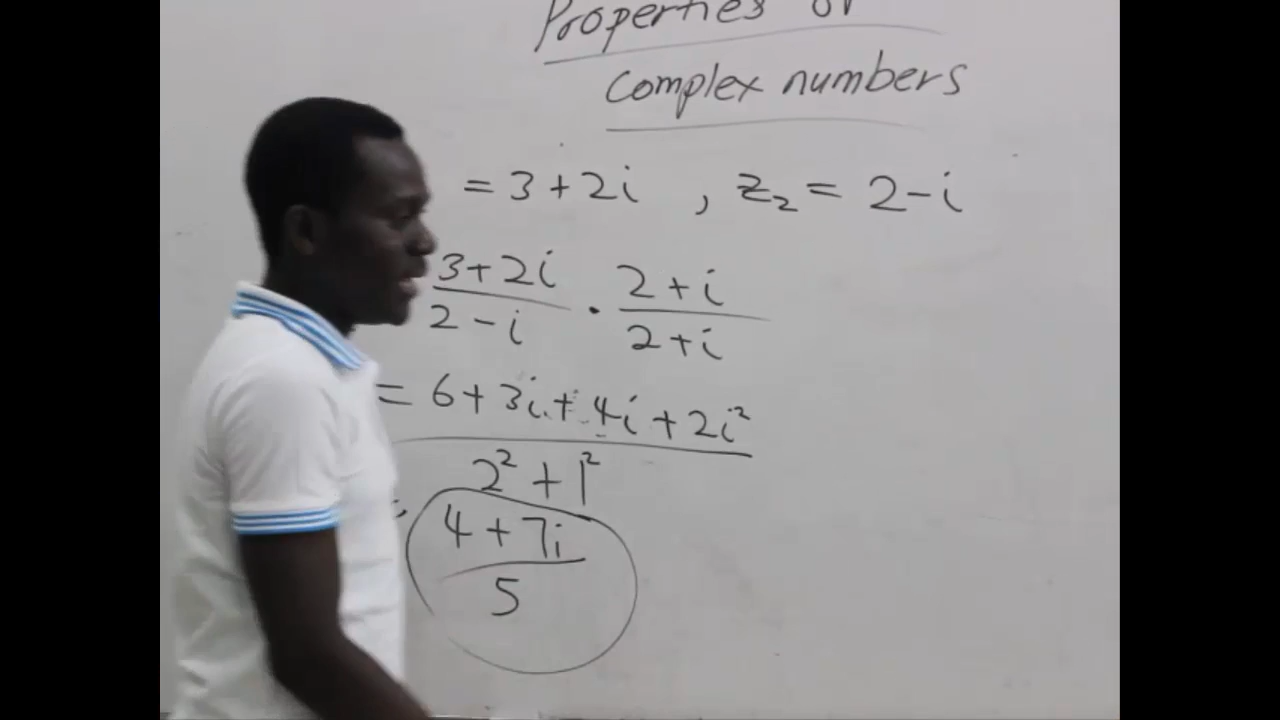 Properties of
complex numbers
= 3 + 2i , z₂ = 2 - i
3 + 2i / 2 - i · 2 + i / 2 + i
= 6 + 3i + 4i + 2i²
2² + 1²
4 + 7i
5